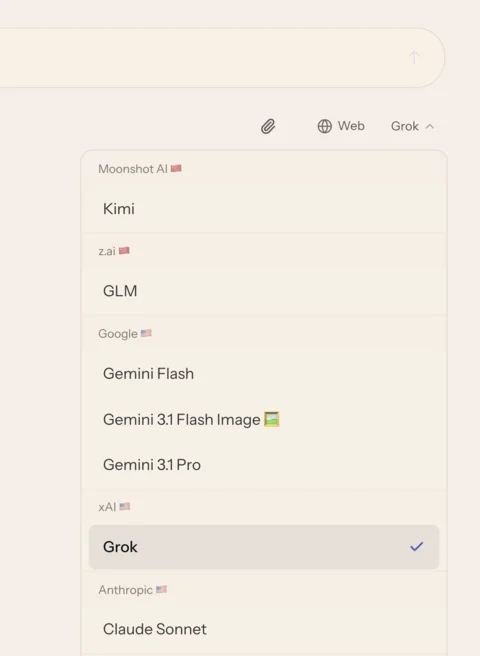 Web
Grok
Moonshot AI 🇨🇳
Kimi
z.ai 🇨🇳
GLM
Google 🇺🇸
Gemini Flash
Gemini 3.1 Flash Image 🖼️
Gemini 3.1 Pro
xAI 🇺🇸
Grok
Anthropic 🇺🇸
Claude Sonnet